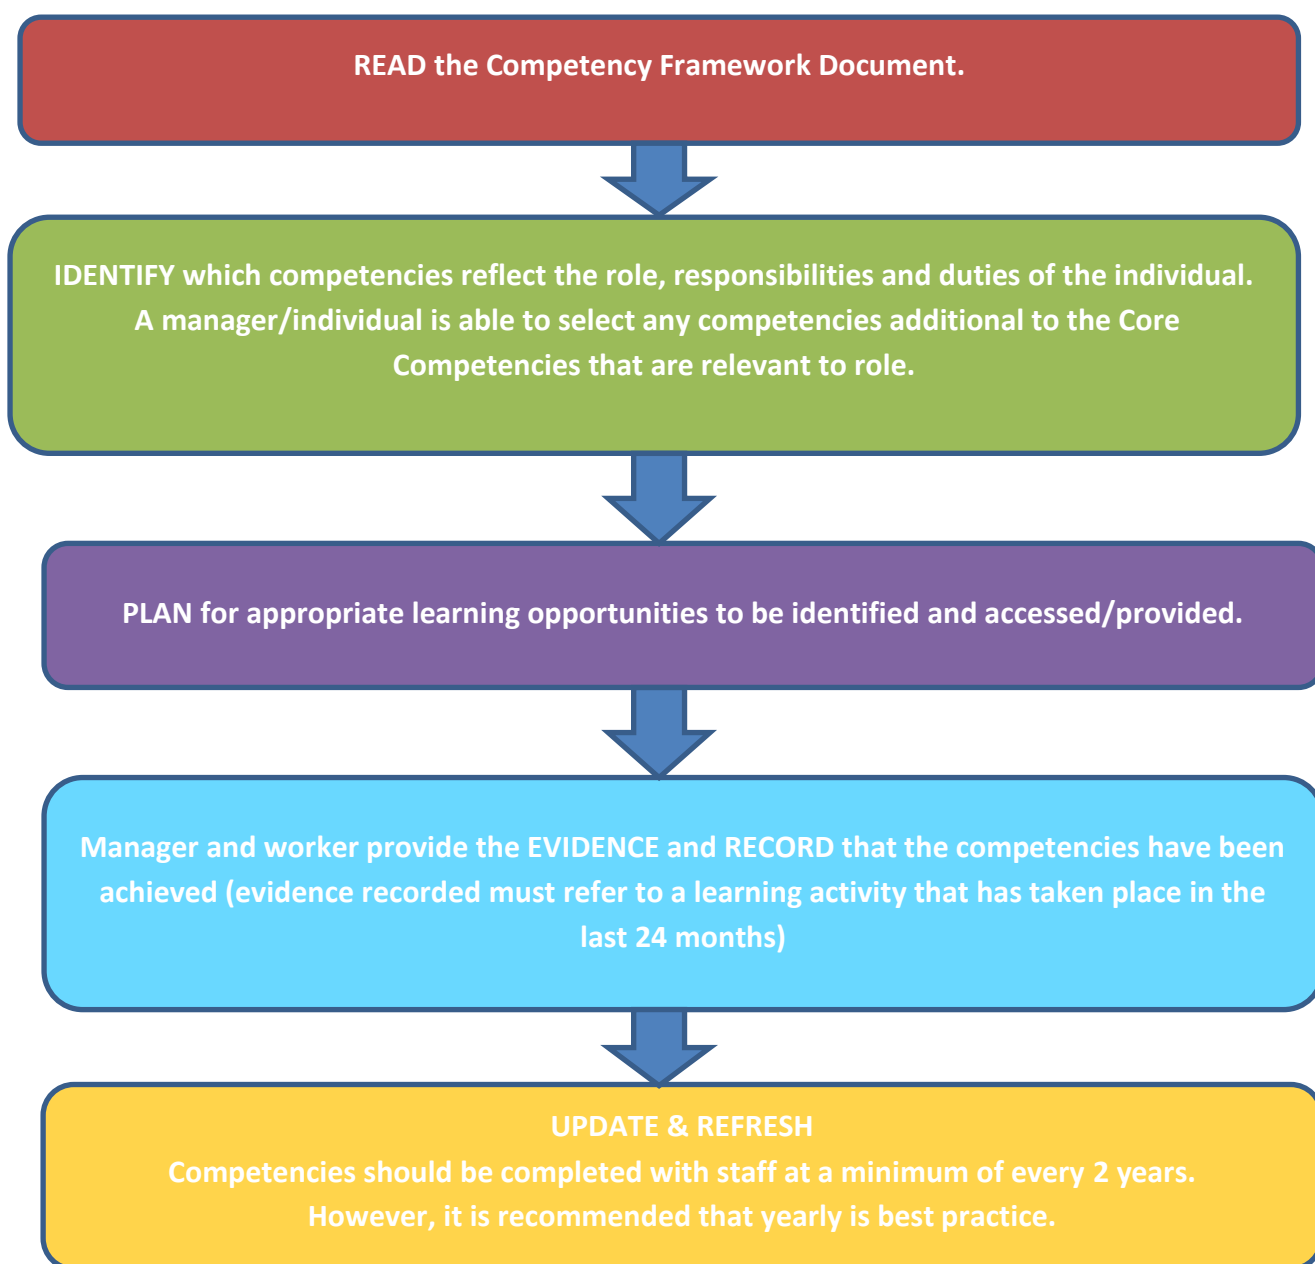 READ the Competency Framework Document.
IDENTIFY which competencies reflect the role, responsibilities and duties of the individual.
A manager/individual is able to select any competencies additional to the Core
Competencies that are relevant to role.
PLAN for appropriate learning opportunities to be identified and accessed/provided.
Manager and worker provide the EVIDENCE and RECORD that the competencies have been
achieved (evidence recorded must refer to a learning activity that has taken place in the
last 24 months)
UPDATE & REFRESH
Competencies should be completed with staff at a minimum of every 2 years.
However, it is recommended that yearly is best practice.